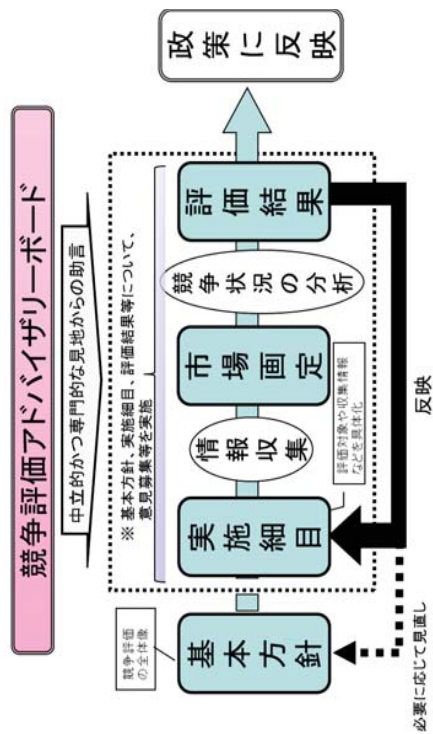 競争評価アドバイザリーボード
中立的かつ専門的な見地からの助言
※ 基本方針、実施細目、評価結果等について、
意見募集等を実施
競争評価
の全体像
基本方針
実施細目
情報収集
市場画定
競争状況の分析
評価結果
政策に反映
評価対象や収集情報
などを具体化
必要に応じて見直し
反映